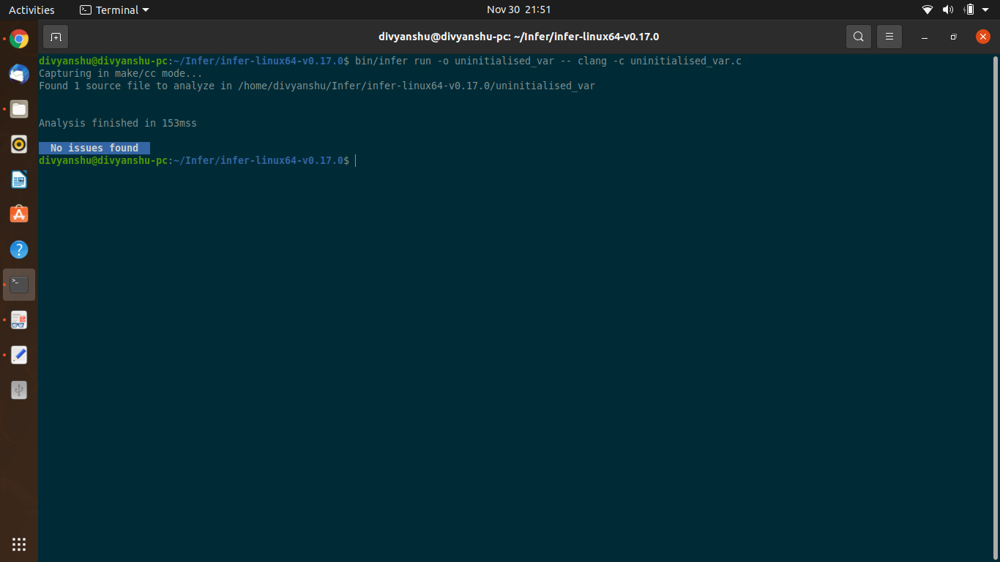 Activities Terminal Nov 30 21:51
divyanshu@divyanshu-pc: ~/Infer/infer-linux64-v0.17.0
divyanshu@divyanshu-pc:~/Infer/infer-linux64-v0.17.0$ bin/infer run -o uninitialised_var -- clang -c uninitialised_var.c
Capturing in make/cc mode...
Found 1 source file to analyze in /home/divyanshu/Infer/infer-linux64-v0.17.0/uninitialised_var
Analysis finished in 153mss
No issues found
divyanshu@divyanshu-pc:~/Infer/infer-linux64-v0.17.0$